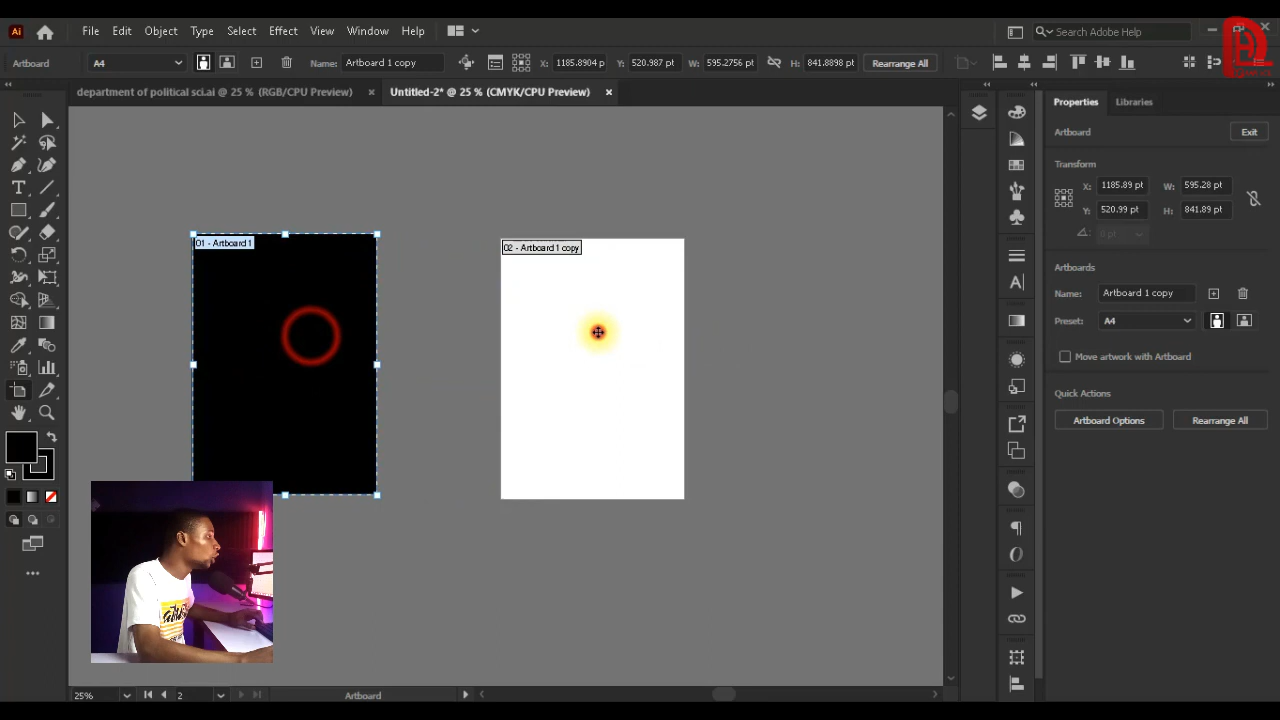 Ai File Edit Object Type Select Effect View Window Help Search Adobe Help
Artboard A4 Name: Artboard 1 copy X: 1185.8904 p Y: 520.987 pt W: 595.2756 pt H: 841.8898 pt Rearrange All
department of political sci.ai @ 25 % (RGB/CPU Preview) × Untitled-2* @ 25 % (CMYK/CPU Preview) ×
Properties Libraries
Artboard Exit
Transform
X: 1185.89 pt W: 595.28 pt
Y: 520.99 pt H: 841.89 pt
0 pt
Artboards
Name: Artboard 1 copy
Preset: A4
Move artwork with Artboard
Quick Actions
Artboard Options Rearrange All
01 - Artboard 1
02 - Artboard 1 copy
25% 2 Artboard